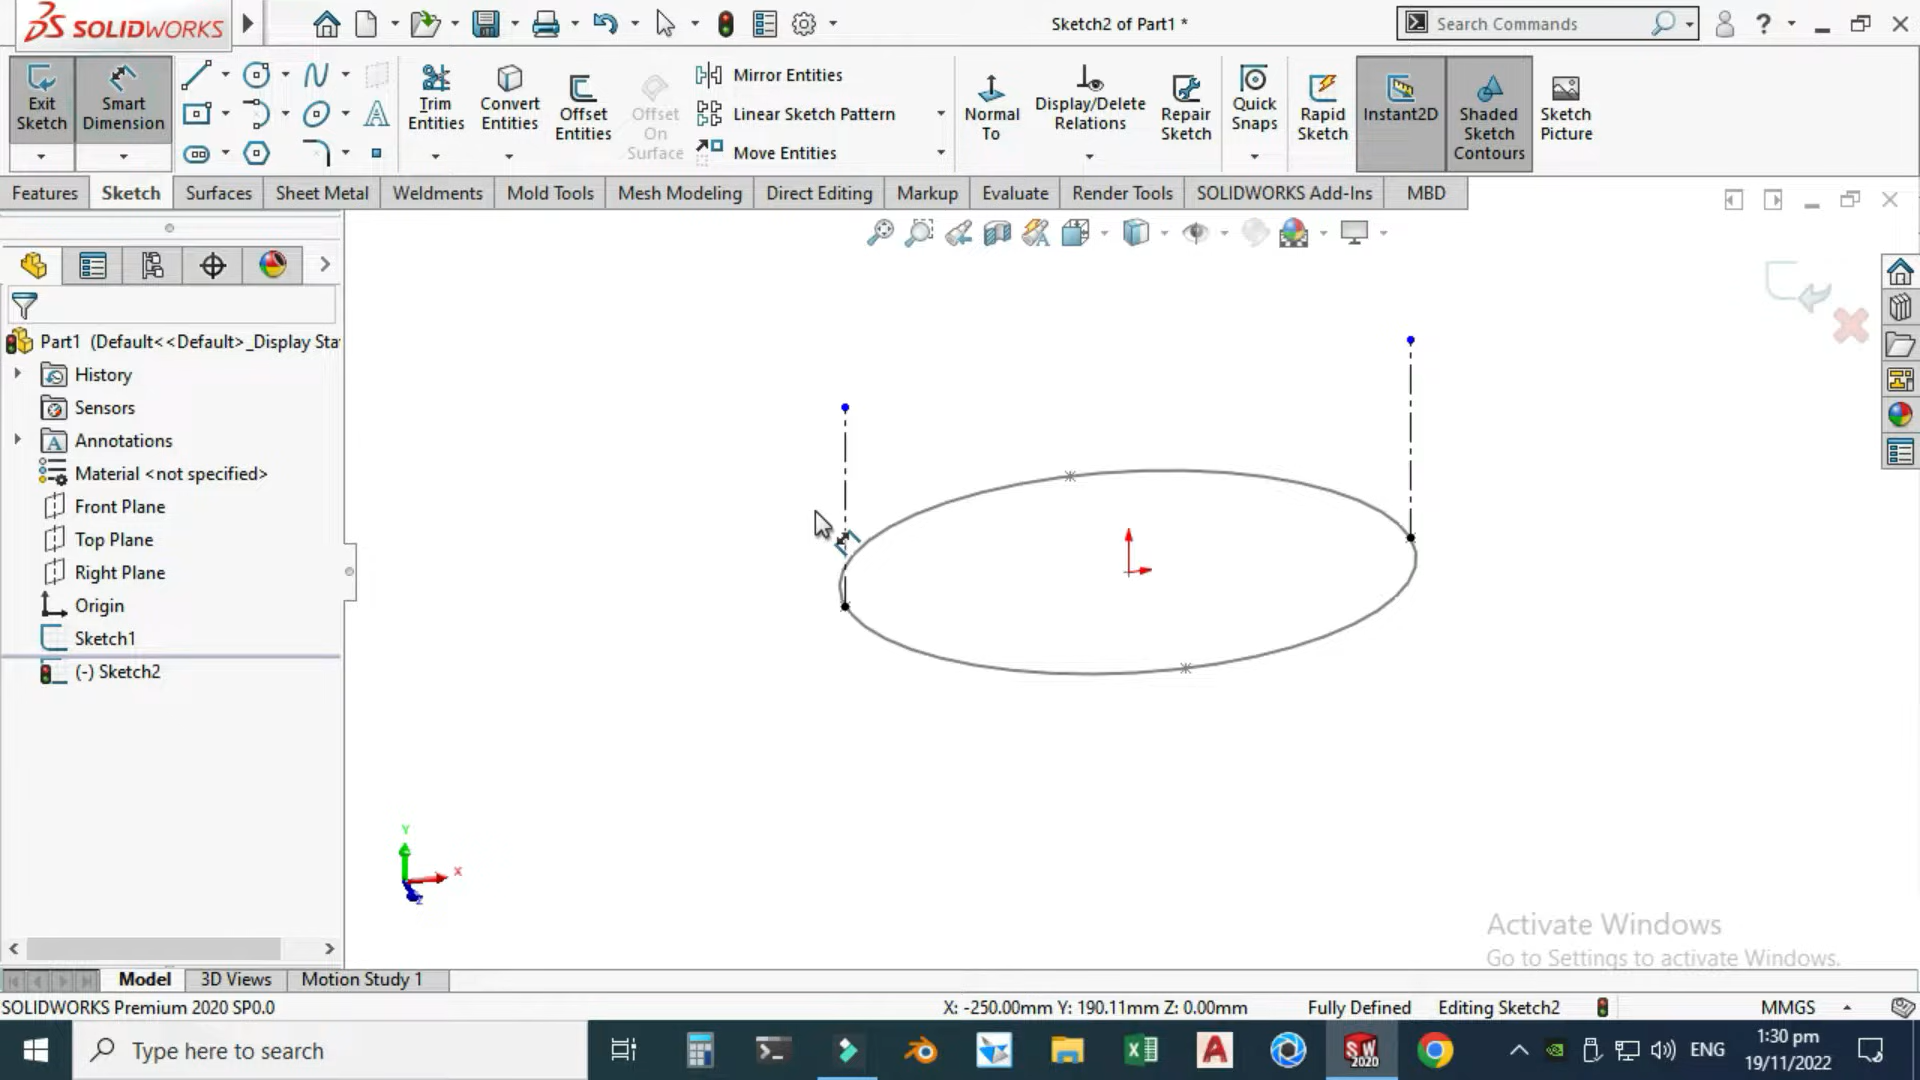 SOLIDWORKS
Sketch2 of Part1 *
Search Commands
Exit Sketch
Smart Dimension
Trim Entities
Convert Entities
Offset Entities
Offset On Surface
Mirror Entities
Linear Sketch Pattern
Move Entities
Normal To
Display/Delete Relations
Repair Sketch
Quick Snaps
Rapid Sketch
Instant2D
Shaded Sketch Contours
Sketch Picture
Features
Sketch
Surfaces
Sheet Metal
Weldments
Mold Tools
Mesh Modeling
Direct Editing
Markup
Evaluate
Render Tools
SOLIDWORKS Add-Ins
MBD
Part1 (Default<<Default>_Display Sta
History
Sensors
Annotations
Material <not specified>
Front Plane
Top Plane
Right Plane
Origin
Sketch1
(-) Sketch2
Y
X
Z
Activate Windows
Go to Settings to activate Windows.
Model
3D Views
Motion Study 1
SOLIDWORKS Premium 2020 SP0.0
X: -250.00mm Y: 190.11mm Z: 0.00mm
Fully Defined
Editing Sketch2
MMGS
Type here to search
SW 2020
ENG
1:30 pm
19/11/2022